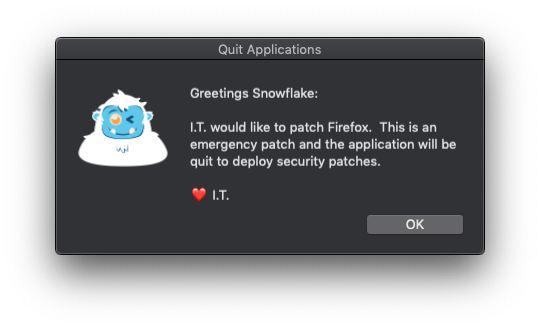 Quit Applications
Greetings Snowflake:
I.T. would like to patch Firefox.  This is an
emergency patch and the application will be
quit to deploy security patches.
❤️ I.T.
OK